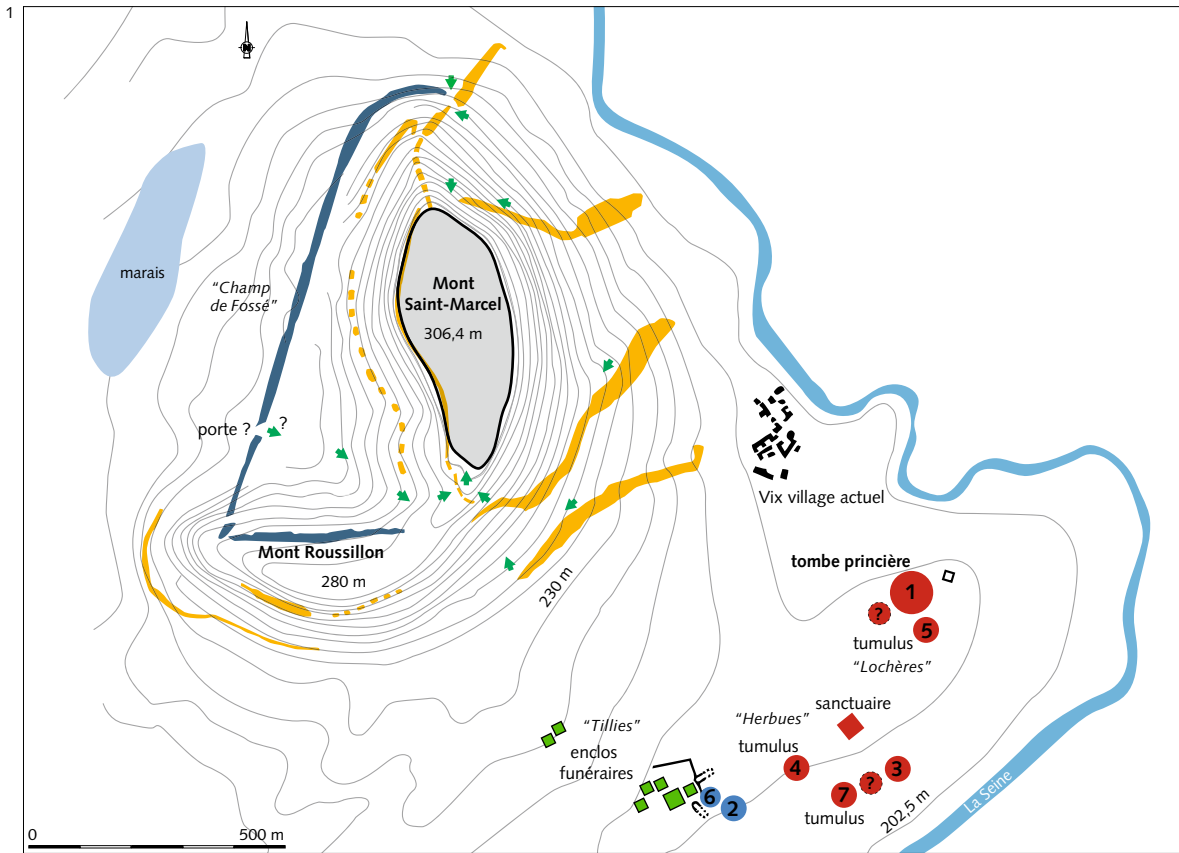 1
N
marais
"Champ
de Fossé"
Mont
Saint-Marcel
306,4 m
porte ?
?
Mont Roussillon
280 m
230 m
Vix village actuel
tombe princière
1
?
5
tumulus
"Lochères"
sanctuaire
"Herbues"
tumulus
4
3
?
7
tumulus
202,5 m
La Seine
"Tillies"
enclos
funéraires
6
2
0
500 m